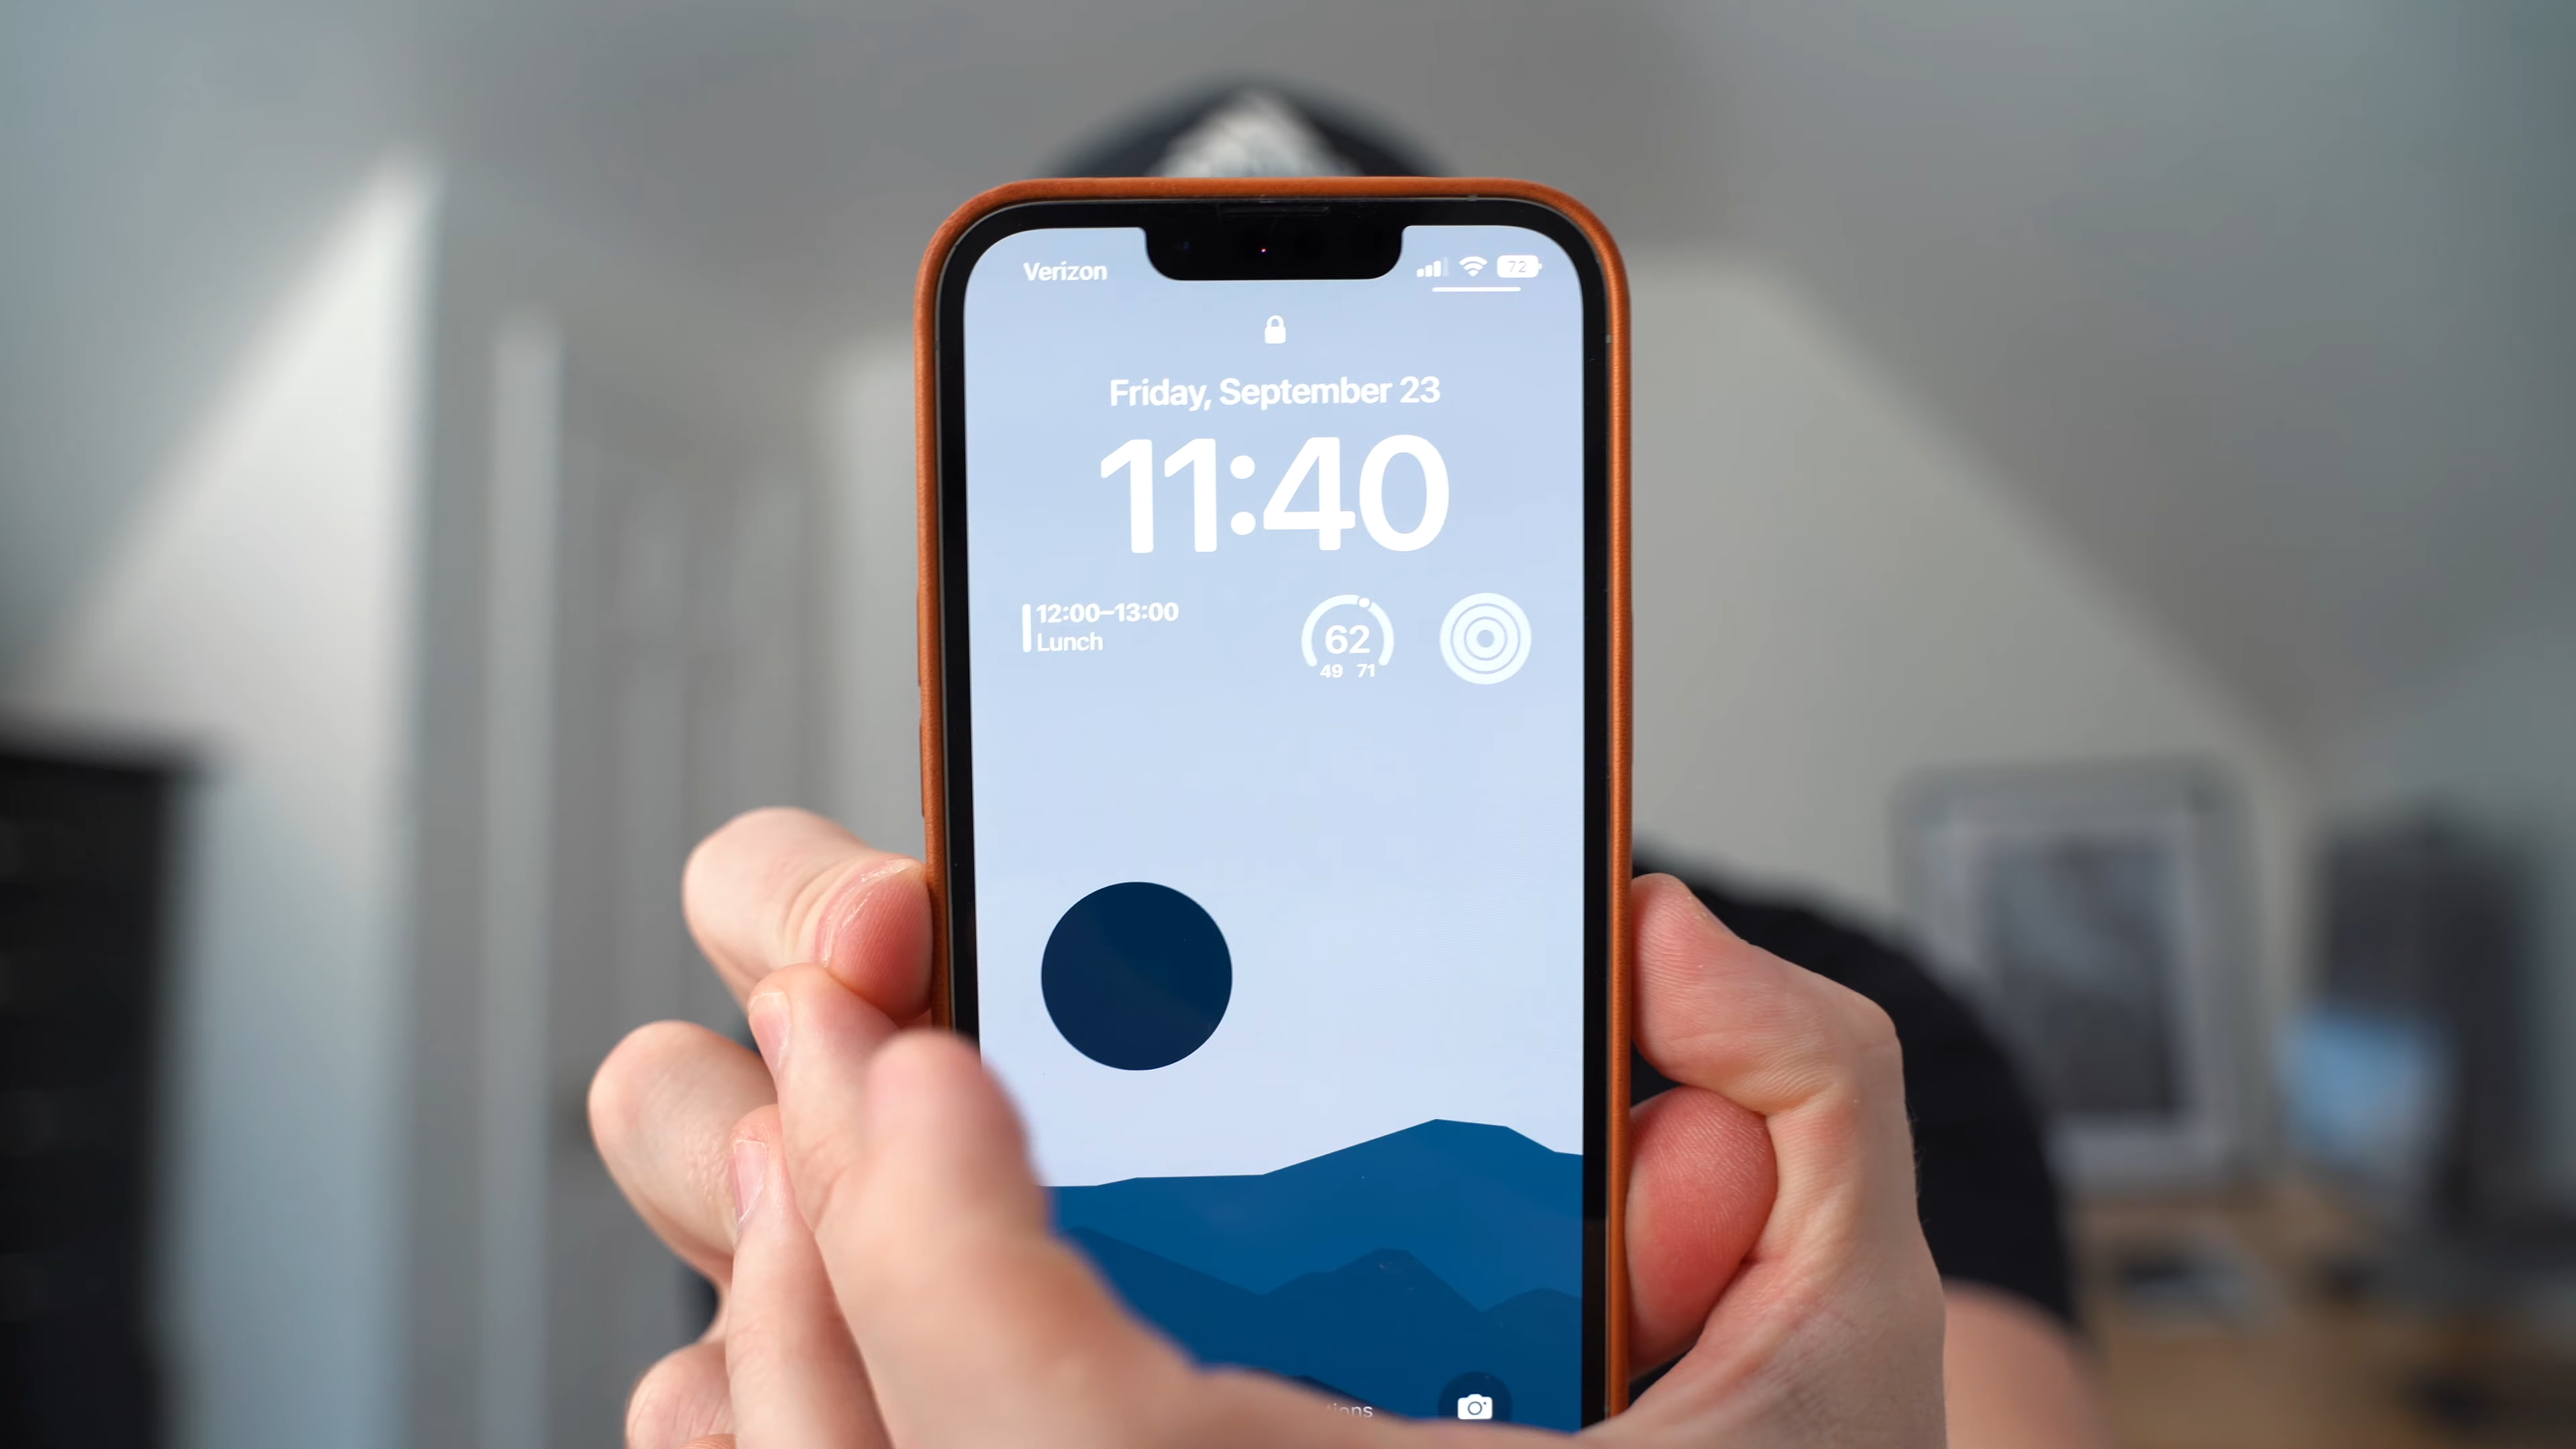 Verizon
72
Friday, September 23
11:40
12:00–13:00
Lunch
62
49 71